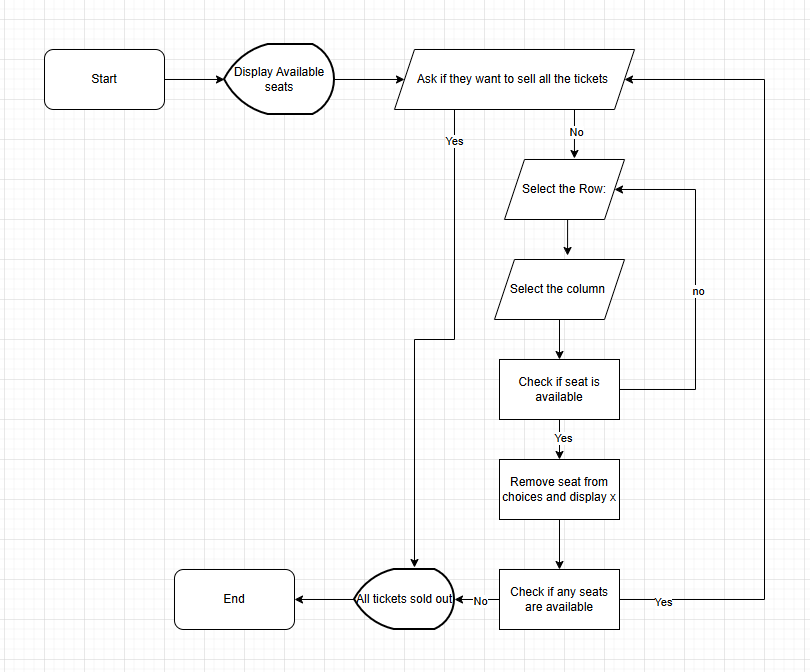 Start
Display Available
seats
Ask if they want to sell all the tickets
Yes
No
Select the Row:
Select the column
no
Check if seat is
available
Yes
Remove seat from
choices and display x
Check if any seats
are available
Yes
No
All tickets sold out
End